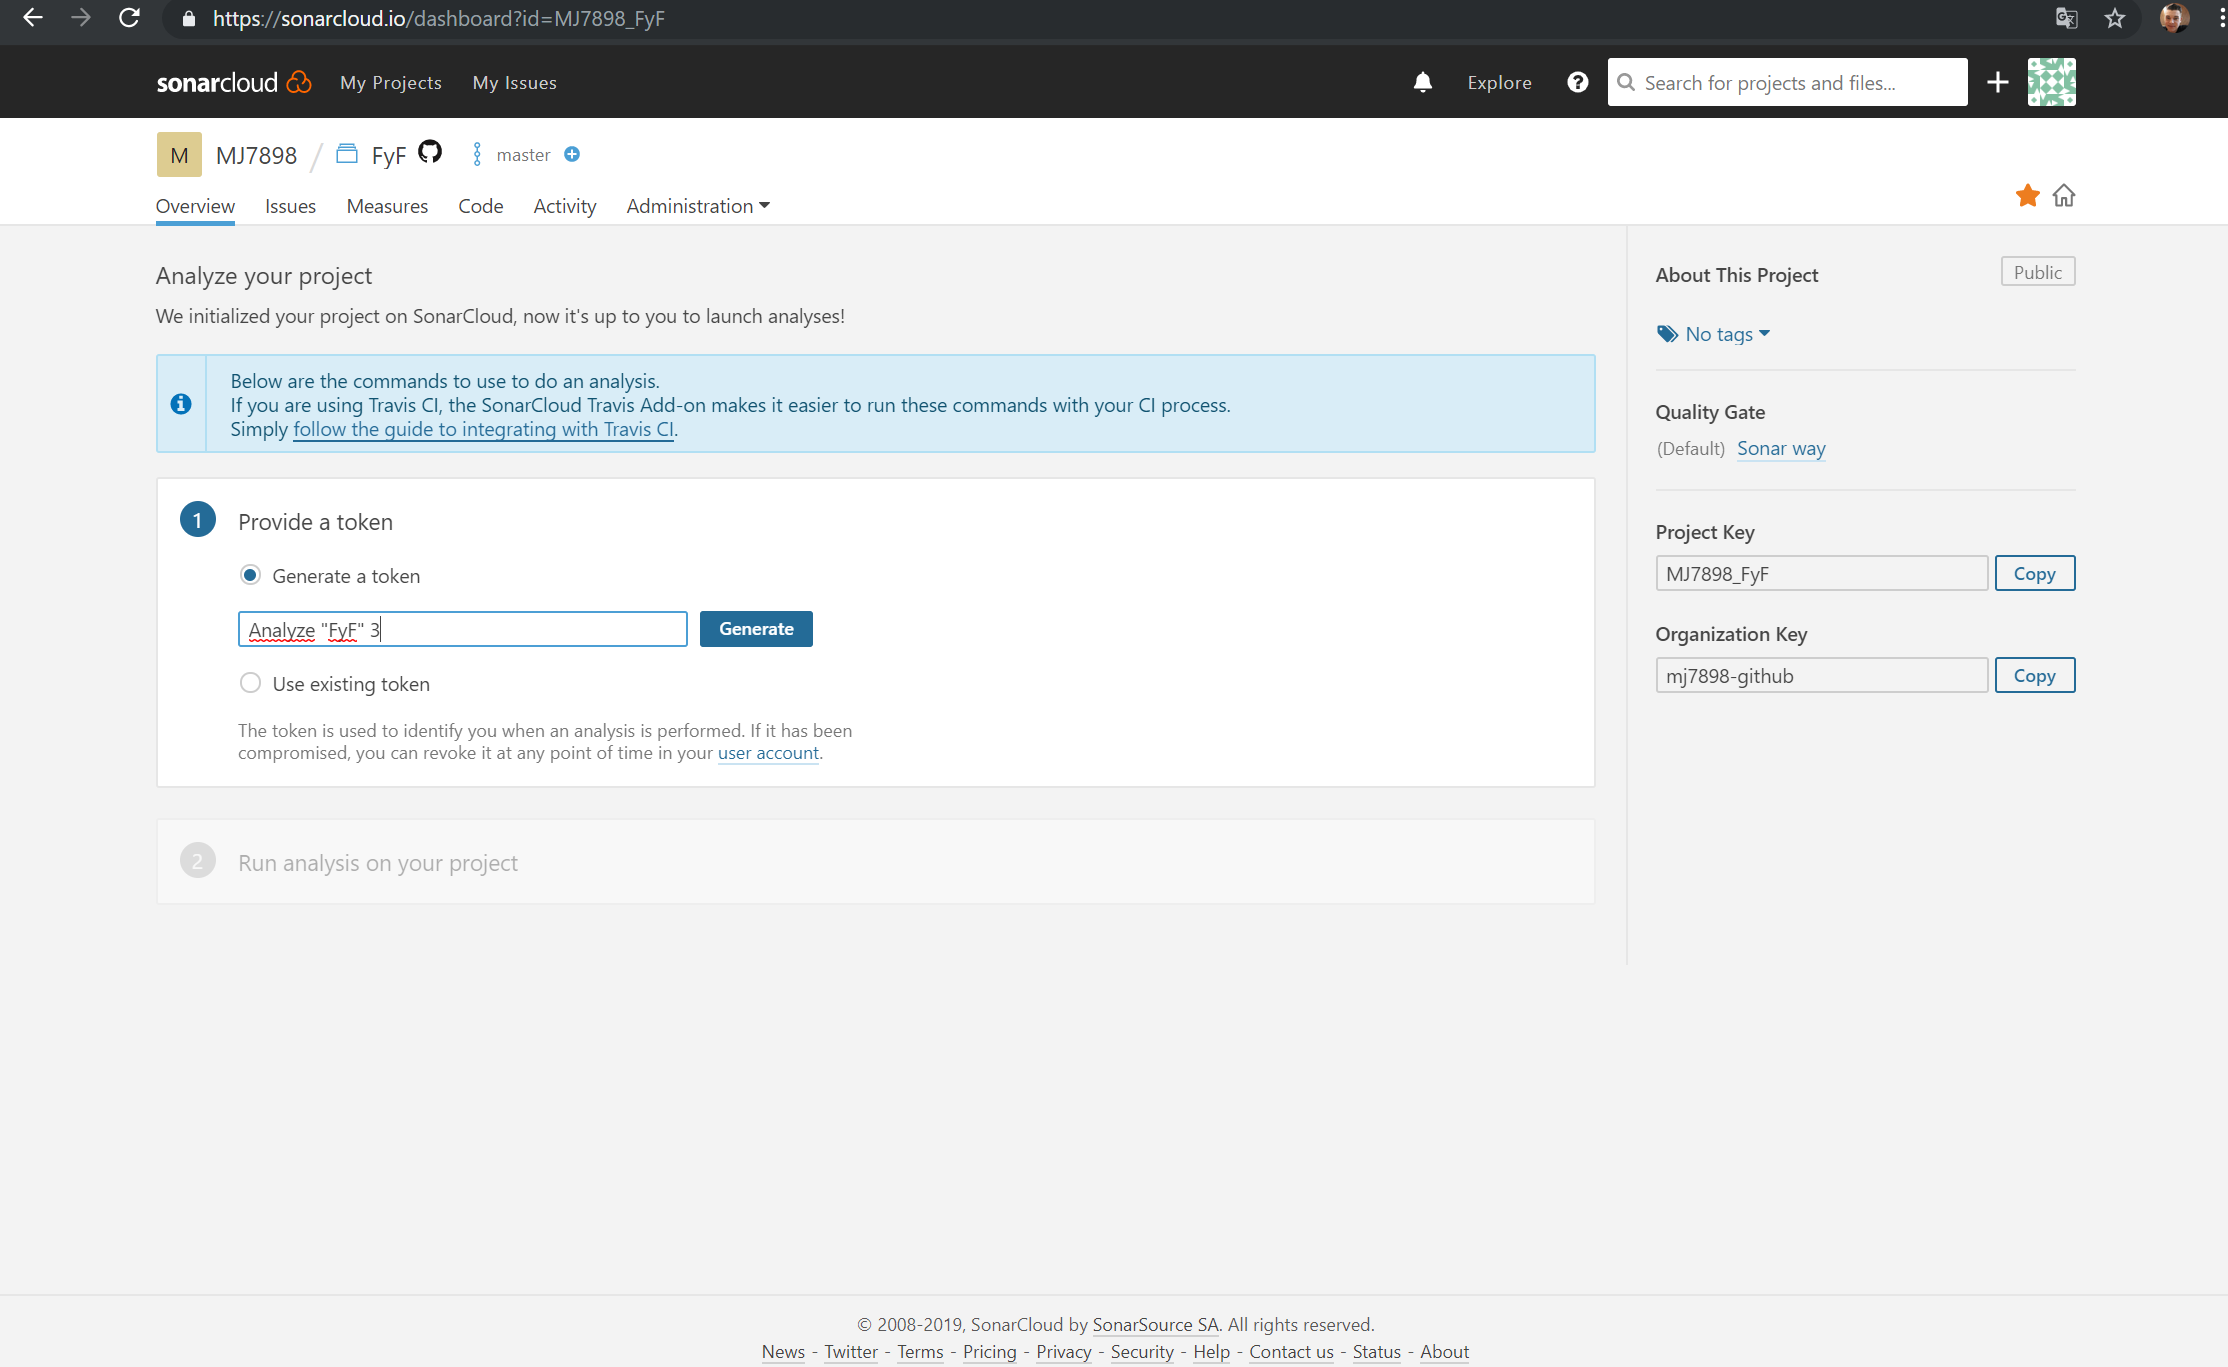 https://sonarcloud.io/dashboard?id=MJ7898_FyF
sonarcloud My Projects My Issues Explore Search for projects and files...
M MJ7898 / FyF master
Overview Issues Measures Code Activity Administration
Analyze your project
We initialized your project on SonarCloud, now it's up to you to launch analyses!
Below are the commands to use to do an analysis.
If you are using Travis CI, the SonarCloud Travis Add-on makes it easier to run these commands with your CI process.
Simply follow the guide to integrating with Travis CI.
1 Provide a token
Generate a token
Analyze "FyF" 3 Generate
Use existing token
The token is used to identify you when an analysis is performed. If it has been
compromised, you can revoke it at any point of time in your user account.
2 Run analysis on your project
About This Project Public
No tags
Quality Gate
(Default) Sonar way
Project Key
MJ7898_FyF Copy
Organization Key
mj7898-github Copy
© 2008-2019, SonarCloud by SonarSource SA. All rights reserved.
News - Twitter - Terms - Pricing - Privacy - Security - Help - Contact us - Status - About